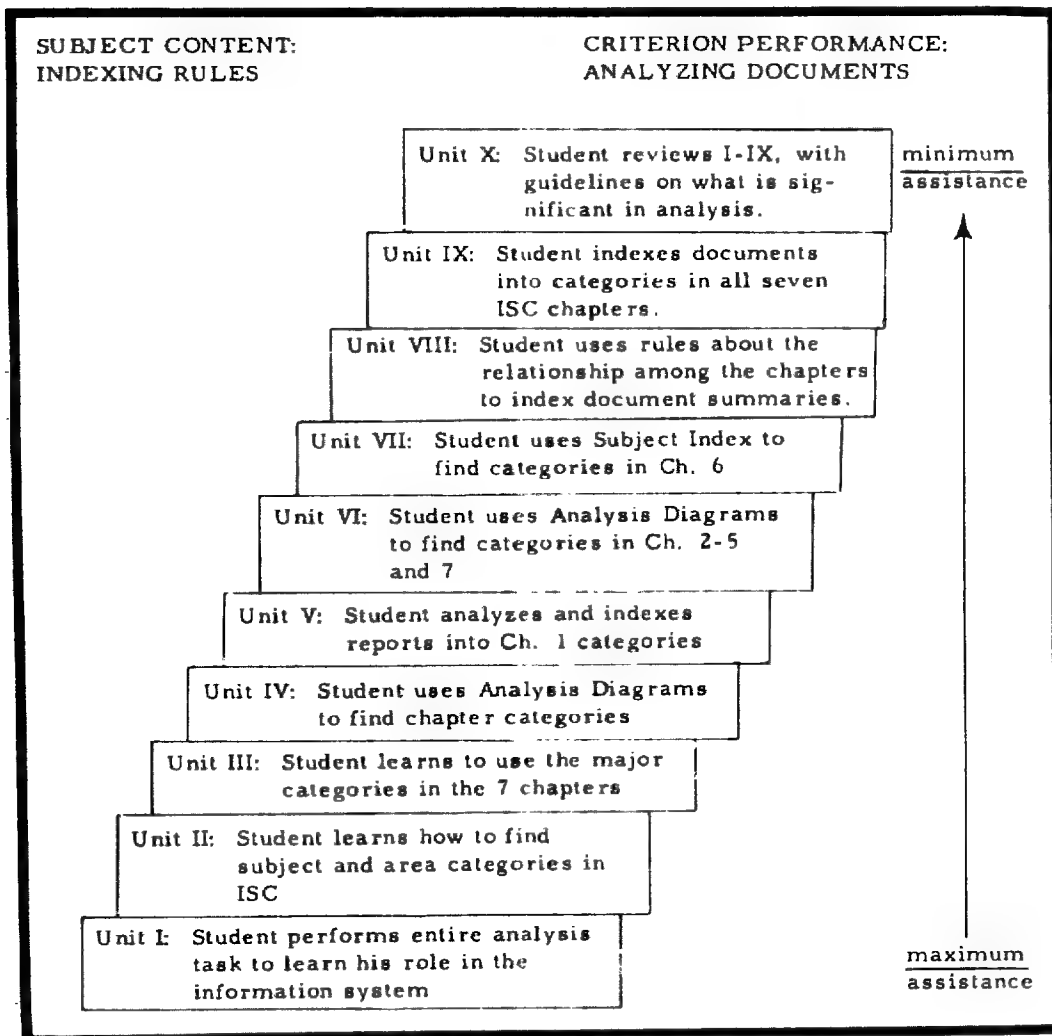 SUBJECT CONTENT:
INDEXING RULES
CRITERION PERFORMANCE:
ANALYZING DOCUMENTS
Unit X: Student reviews I-IX, with
guidelines on what is sig-
nificant in analysis.
minimum
assistance
Unit IX: Student indexes documents
into categories in all seven
ISC chapters.
Unit VIII: Student uses rules about the
relationship among the chapters
to index document summaries.
Unit VII: Student uses Subject Index to
find categories in Ch. 6
Unit VI: Student uses Analysis Diagrams
to find categories in Ch. 2-5
and 7
Unit V: Student analyzes and indexes
reports into Ch. 1 categories
Unit IV: Student uses Analysis Diagrams
to find chapter categories
Unit III: Student learns to use the major
categories in the 7 chapters
Unit II: Student learns how to find
subject and area categories in
ISC
Unit I: Student performs entire analysis
task to learn his role in the
information system
maximum
assistance